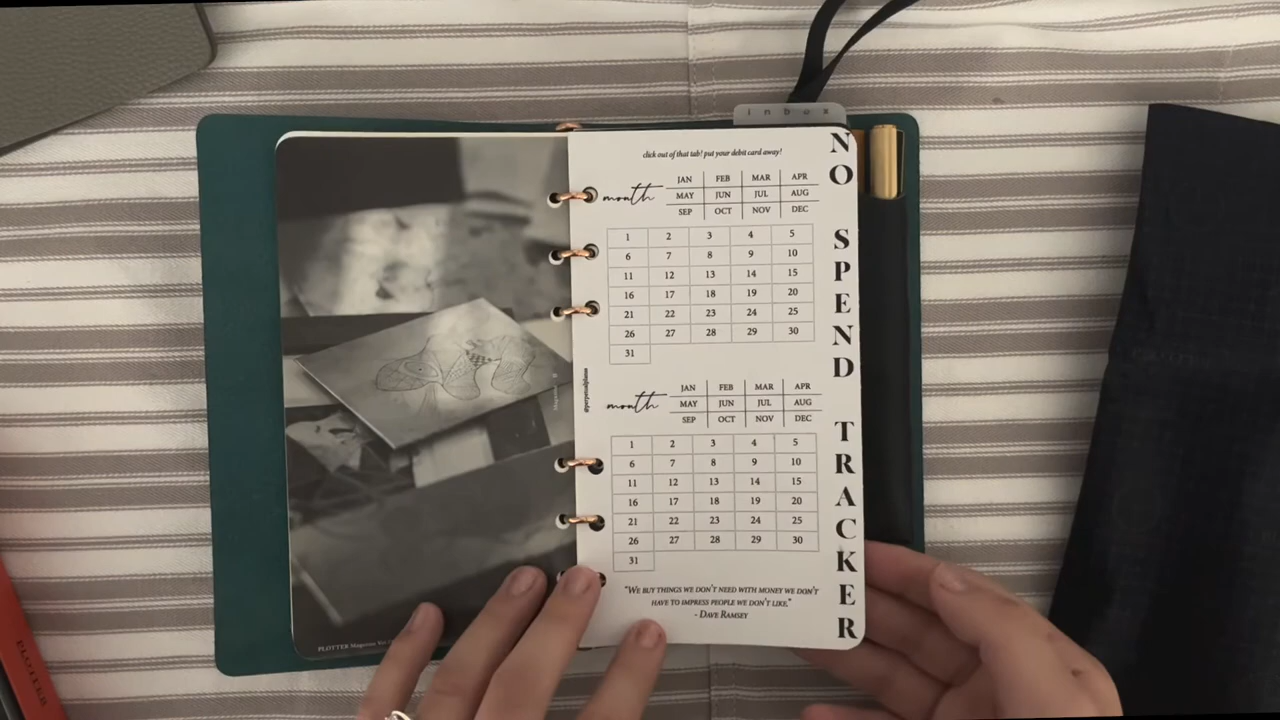 Inbox
click out of that tab! put your debit card away!
month
JAN FEB MAR APR
MAY JUN JUL AUG
SEP OCT NOV DEC
1 2 3 4 5
6 7 8 9 10
11 12 13 14 15
16 17 18 19 20
21 22 23 24 25
26 27 28 29 30
31
month
JAN FEB MAR APR
MAY JUN JUL AUG
SEP OCT NOV DEC
1 2 3 4 5
6 7 8 9 10
11 12 13 14 15
16 17 18 19 20
21 22 23 24 25
26 27 28 29 30
31
"WE BUY THINGS WE DON'T NEED WITH MONEY WE DON'T
HAVE TO IMPRESS PEOPLE WE DON'T LIKE."
- DAVE RAMSEY
NO SPEND TRACKER
PLOTTER Magazine
PLOTTER